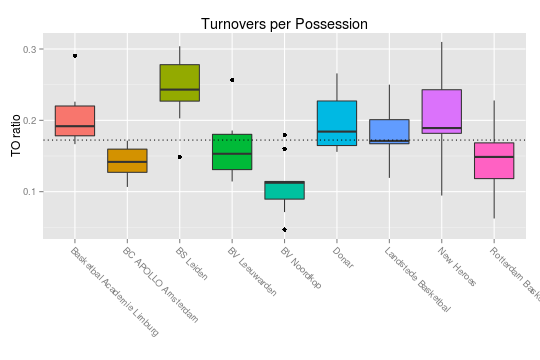 Turnovers per Possession
TO ratio
0.3
0.2
0.1
Basketbal Academie Limburg
BC APOLLO Amsterdam
BS Leiden
BV Leeuwarden
BV Noordkop
Donar
Landstede Basketbal
New Heroes
Rotterdam